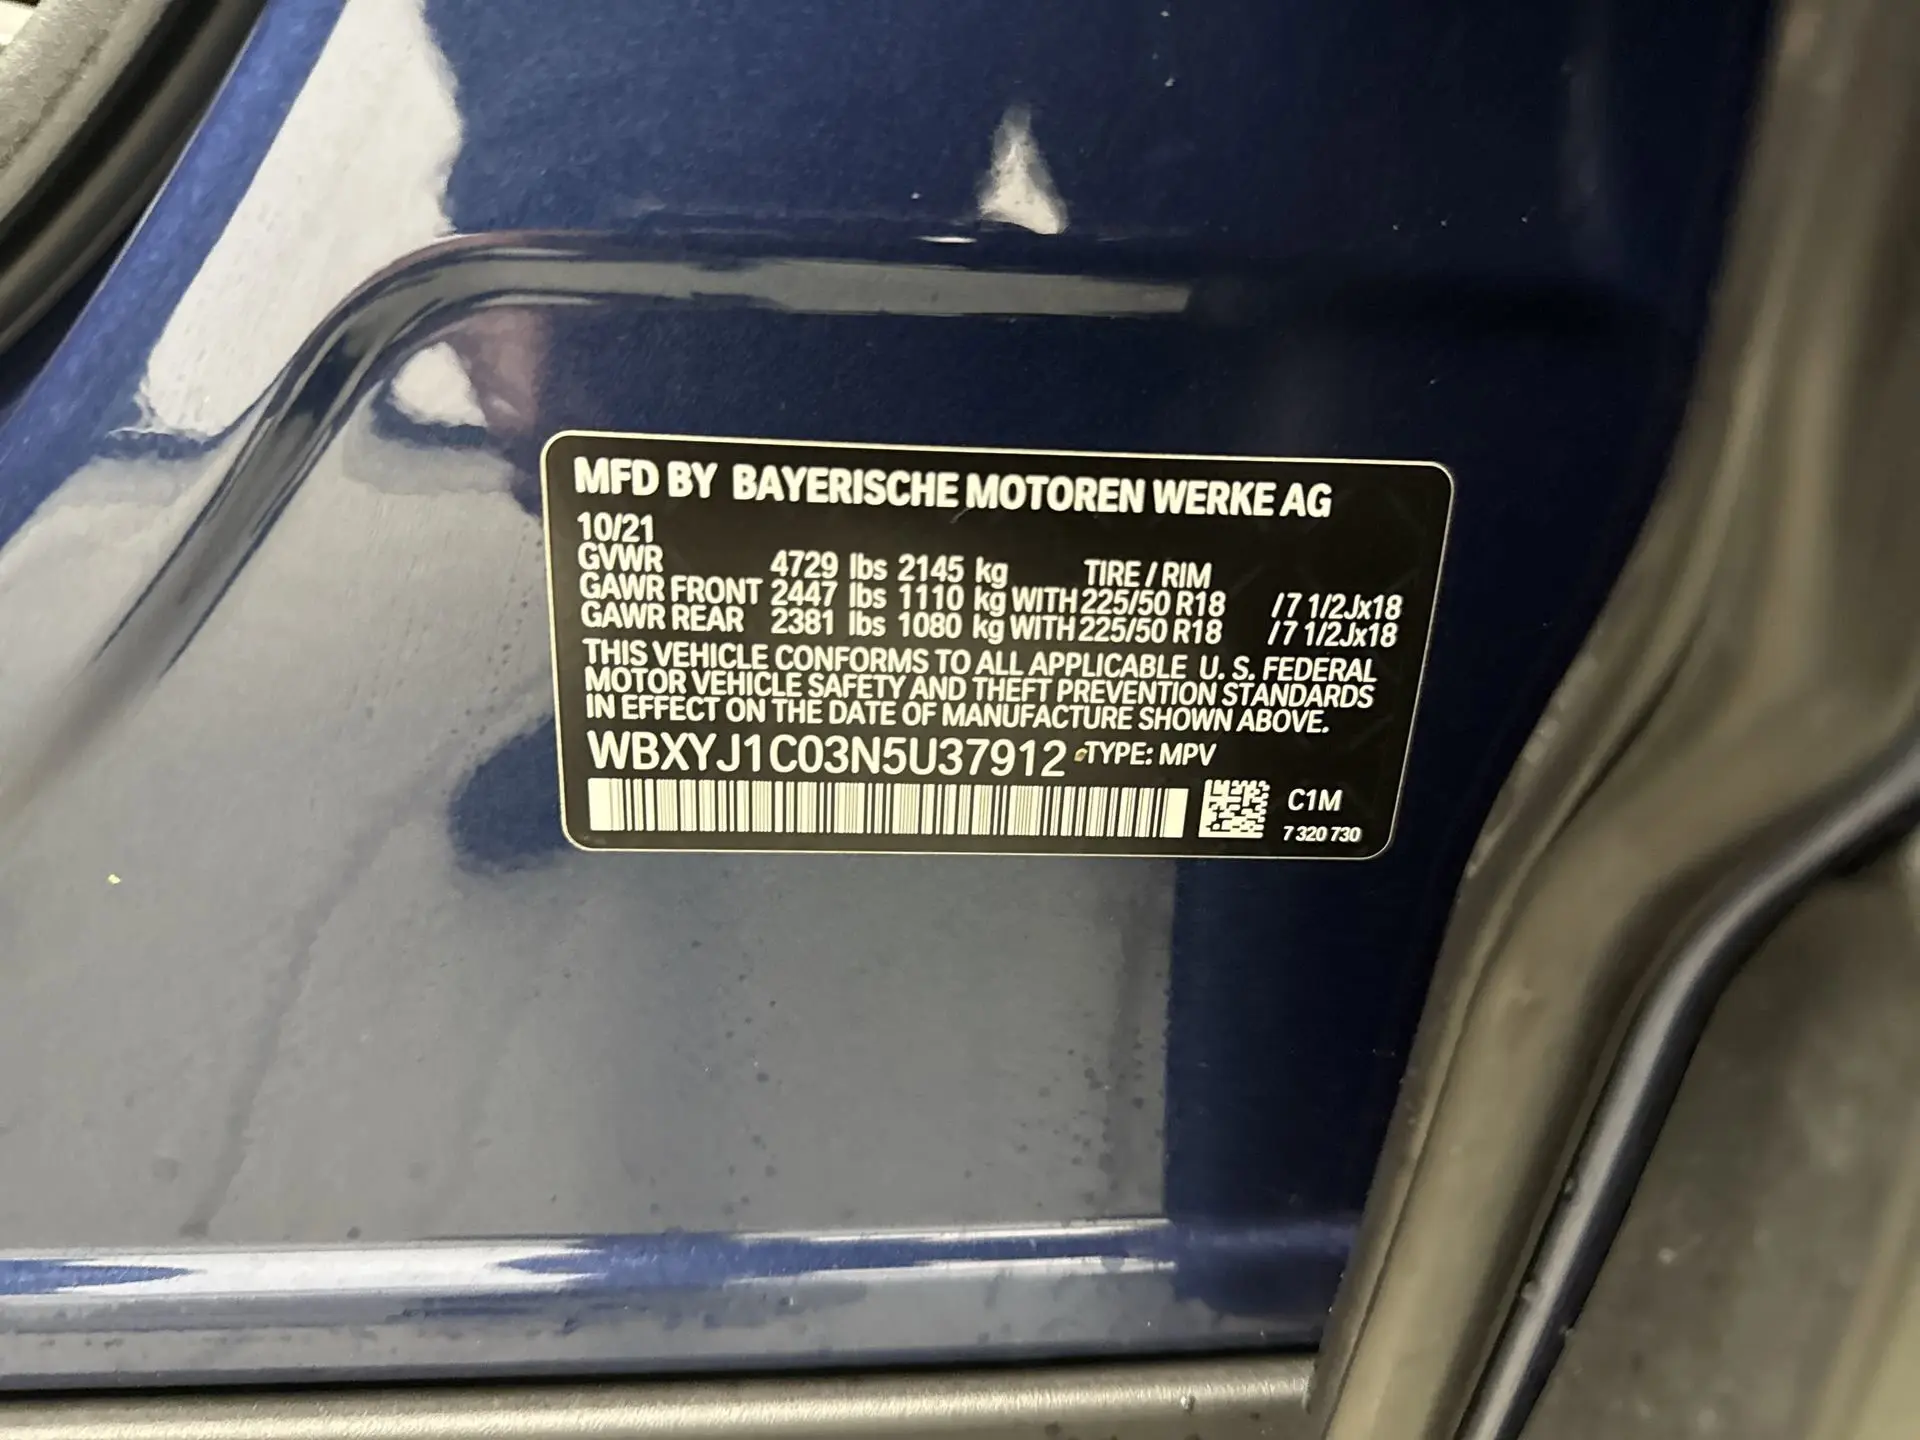 MFD BY BAYERISCHE MOTOREN WERKE AG
10/21
GVWR 4729 lbs 2145 kg TIRE / RIM
GAWR FRONT 2447 lbs 1110 kg WITH 225/50 R18 /7 1/2Jx18
GAWR REAR 2381 lbs 1080 kg WITH 225/50 R18 /7 1/2Jx18
THIS VEHICLE CONFORMS TO ALL APPLICABLE U. S. FEDERAL
MOTOR VEHICLE SAFETY AND THEFT PREVENTION STANDARDS
IN EFFECT ON THE DATE OF MANUFACTURE SHOWN ABOVE.
WBXYJ1C03N5U37912 TYPE: MPV
C1M
7 320 730